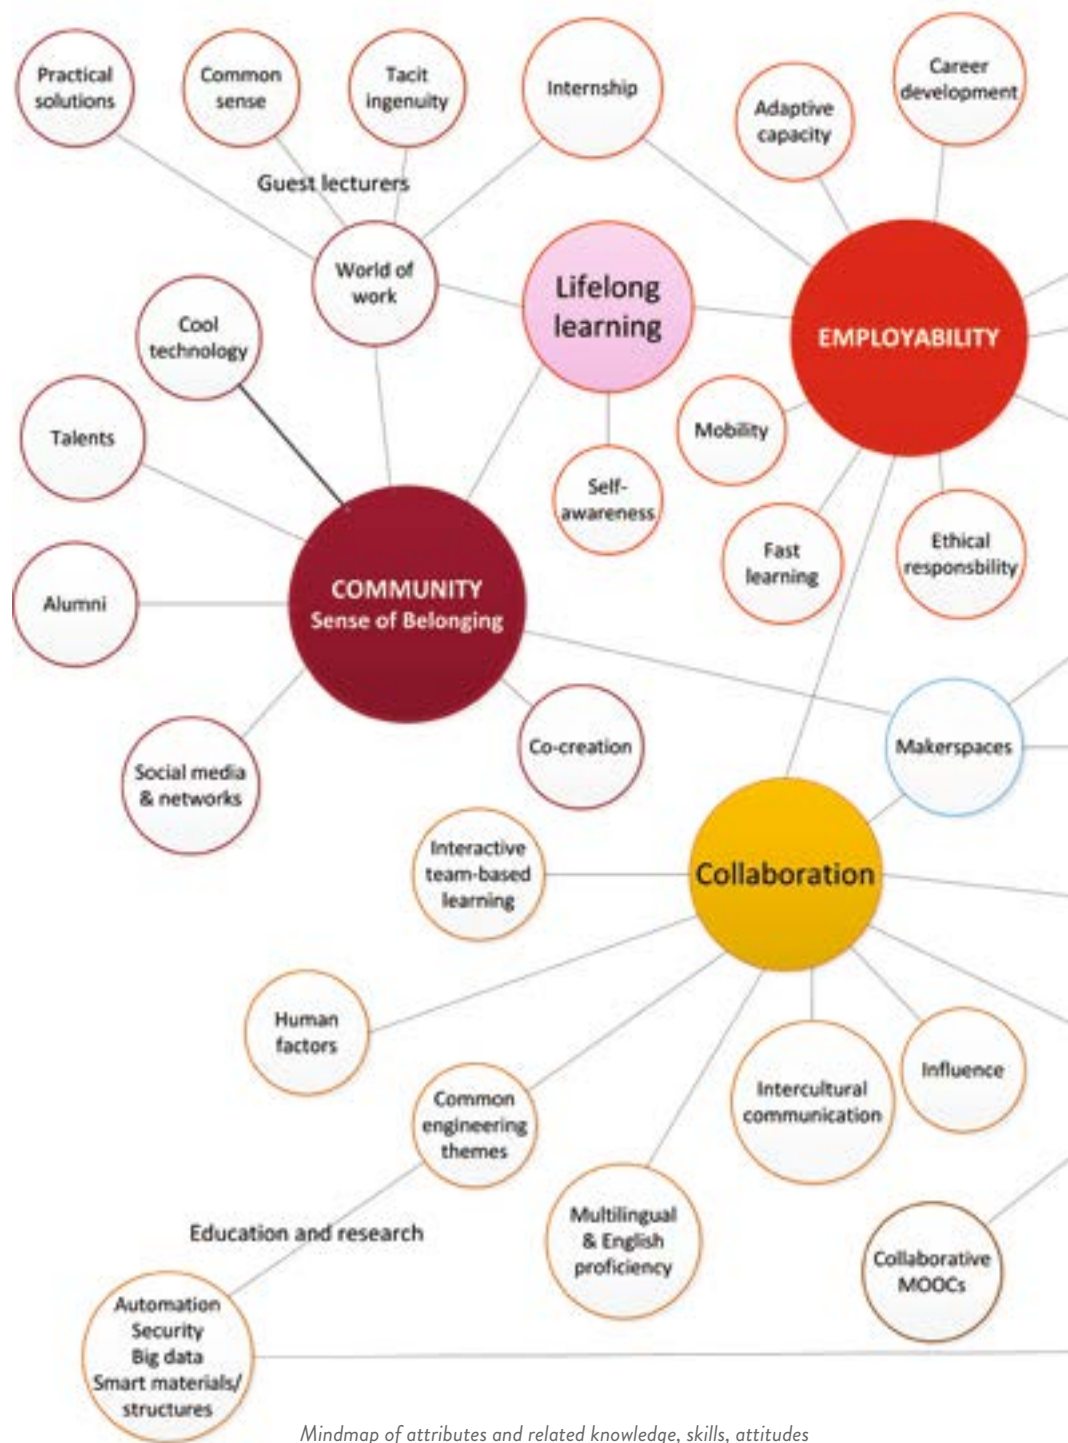 Practical
solutions
Common
sense
Tacit
ingenuity
Internship
Adaptive
capacity
Career
development
Guest lecturers
World of
work
Lifelong
learning
EMPLOYABILITY
Cool
technology
Talents
Mobility
Self-
awareness
Fast
learning
Ethical
responsbility
COMMUNITY
Sense of Belonging
Alumni
Social media
& networks
Co-creation
Makerspaces
Interactive
team-based
learning
Collaboration
Human
factors
Common
engineering
themes
Intercultural
communication
Influence
Education and research
Multilingual
& English
proficiency
Collaborative
MOOCs
Automation
Security
Big data
Smart materials/
structures
Mindmap of attributes and related knowledge, skills, attitudes